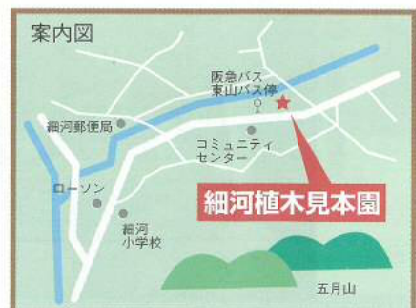 案内図
阪急バス
東山バス停
細河郵便局
コミュニティ
センター
ローソン
細河植木見本園
細河
小学校
五月山